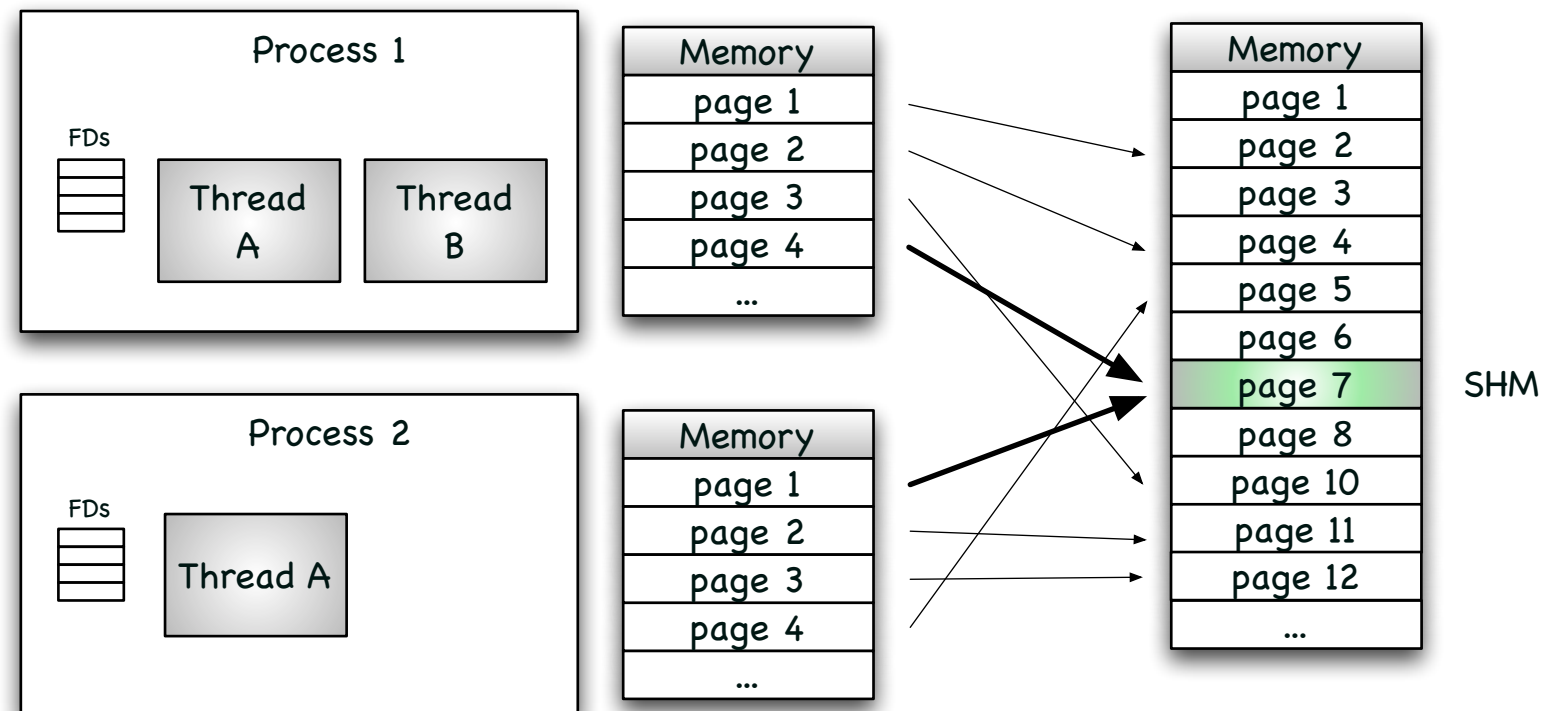 Process 1
FDs
Thread
A
Thread
B
Memory
page 1
page 2
page 3
page 4
...
Process 2
FDs
Thread A
Memory
page 1
page 2
page 3
page 4
...
Memory
page 1
page 2
page 3
page 4
page 5
page 6
page 7
page 8
page 10
page 11
page 12
...
SHM